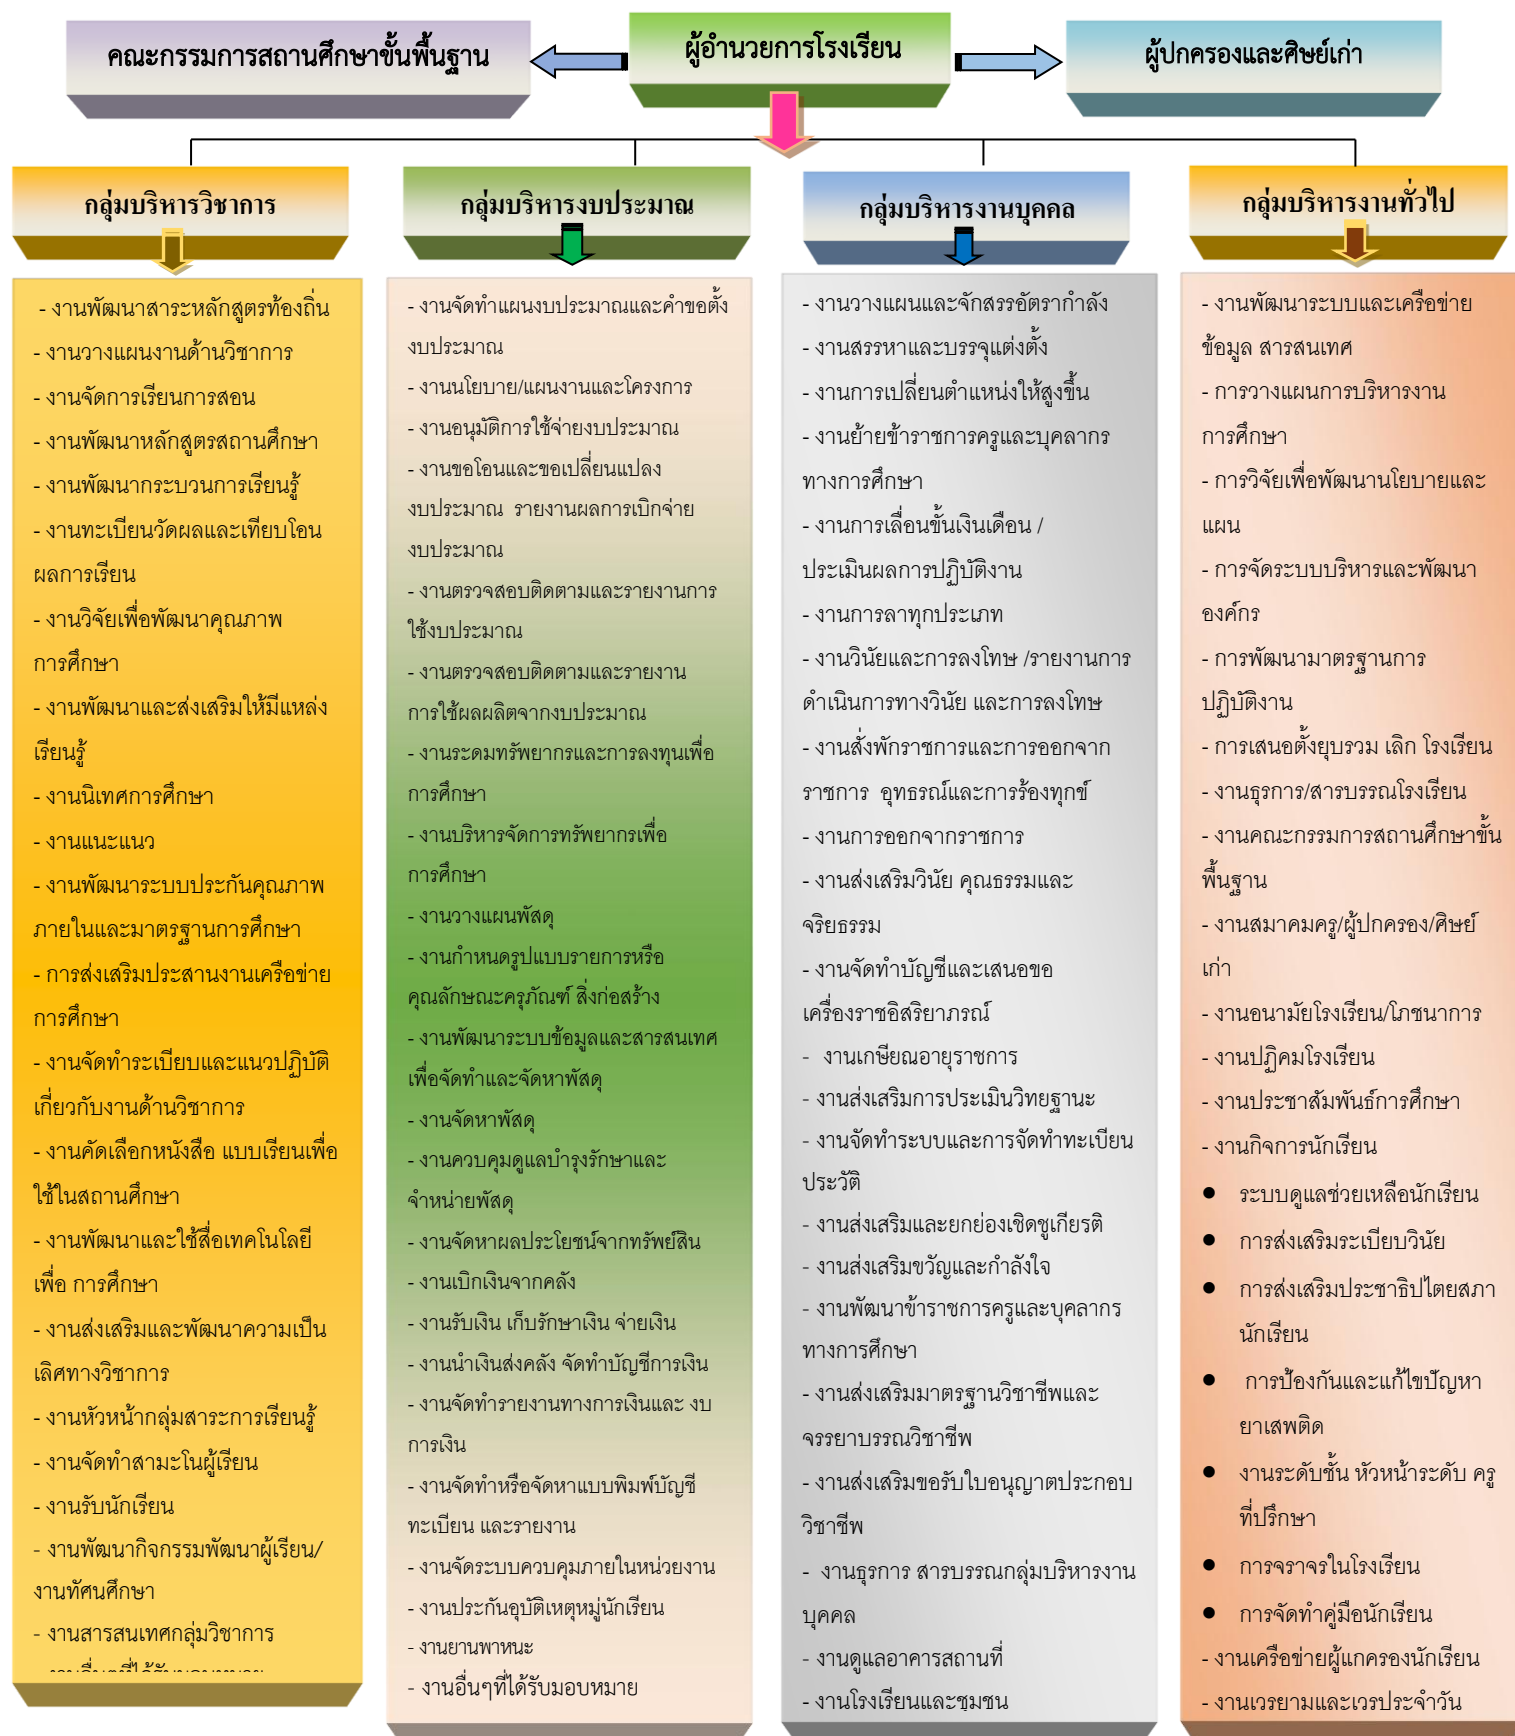 คณะกรรมการสถานศึกษาขั้นพื้นฐาน
ผู้อำนวยการโรงเรียน
ผู้ปกครองและศิษย์เก่า
กลุ่มบริหารวิชาการ
- งานพัฒนาสาระหลักสูตรท้องถิ่น
- งานวางแผนงานด้านวิชาการ
- งานจัดการเรียนการสอน
- งานพัฒนาหลักสูตรสถานศึกษา
- งานพัฒนากระบวนการเรียนรู้
- งานทะเบียนวัดผลและเทียบโอน
ผลการเรียน
- งานวิจัยเพื่อพัฒนาคุณภาพ
การศึกษา
- งานพัฒนาและส่งเสริมให้มีแหล่ง
เรียนรู้
- งานนิเทศการศึกษา
- งานแนะแนว
- งานพัฒนาระบบประกันคุณภาพ
ภายในและมาตรฐานการศึกษา
- การส่งเสริมประสานงานเครือข่าย
การศึกษา
- งานจัดทำระเบียบและแนวปฏิบัติ
เกี่ยวกับงานด้านวิชาการ
- งานคัดเลือกหนังสือ แบบเรียนเพื่อ
ใช้ในสถานศึกษา
- งานพัฒนาและใช้สื่อเทคโนโลยี
เพื่อ การศึกษา
- งานส่งเสริมและพัฒนาความเป็น
เลิศทางวิชาการ
- งานหัวหน้ากลุ่มสาระการเรียนรู้
- งานจัดทำสามะโนผู้เรียน
- งานรับนักเรียน
- งานพัฒนากิจกรรมพัฒนาผู้เรียน/
งานทัศนศึกษา
- งานสารสนเทศกลุ่มวิชาการ
กลุ่มบริหารงบประมาณ
- งานจัดทำแผนงบประมาณและคำขอตั้ง
งบประมาณ
- งานนโยบาย/แผนงานและโครงการ
- งานอนุมัติการใช้จ่ายงบประมาณ
- งานขอโอนและขอเปลี่ยนแปลง
งบประมาณ รายงานผลการเบิกจ่าย
งบประมาณ
- งานตรวจสอบติดตามและรายงานการ
ใช้งบประมาณ
- งานตรวจสอบติดตามและรายงาน
การใช้ผลผลิตจากงบประมาณ
- งานระดมทรัพยากรและการลงทุนเพื่อ
การศึกษา
- งานบริหารจัดการทรัพยากรเพื่อ
การศึกษา
- งานวางแผนพัสดุ
- งานกำหนดรูปแบบรายการหรือ
คุณลักษณะครุภัณฑ์ สิ่งก่อสร้าง
- งานพัฒนาระบบข้อมูลและสารสนเทศ
เพื่อจัดทำและจัดหาพัสดุ
- งานจัดหาพัสดุ
- งานควบคุมดูแลบำรุงรักษาและ
จำหน่ายพัสดุ
- งานจัดหาผลประโยชน์จากทรัพย์สิน
- งานเบิกเงินจากคลัง
- งานรับเงิน เก็บรักษาเงิน จ่ายเงิน
- งานนำเงินส่งคลัง จัดทำบัญชีการเงิน
- งานจัดทำรายงานทางการเงินและ งบ
การเงิน
- งานจัดทำหรือจัดหาแบบพิมพ์บัญชี
ทะเบียน และรายงาน
- งานจัดระบบควบคุมภายในหน่วยงาน
- งานประกันอุบัติเหตุหมู่นักเรียน
- งานยานพาหนะ
- งานอื่นๆที่ได้รับมอบหมาย
กลุ่มบริหารงานบุคคล
- งานวางแผนและจักสรรอัตรากำลัง
- งานสรรหาและบรรจุแต่งตั้ง
- งานการเปลี่ยนตำแหน่งให้สูงขึ้น
- งานย้ายข้าราชการครูและบุคลากร
ทางการศึกษา
- งานการเลื่อนขั้นเงินเดือน /
ประเมินผลการปฏิบัติงาน
- งานการลาทุกประเภท
- งานวินัยและการลงโทษ /รายงานการ
ดำเนินการทางวินัย และการลงโทษ
- งานสั่งพักราชการและการออกจาก
ราชการ อุทธรณ์และการร้องทุกข์
- งานการออกจากราชการ
- งานส่งเสริมวินัย คุณธรรมและ
จริยธรรม
- งานจัดทำบัญชีและเสนอขอ
เครื่องราชอิสริยาภรณ์
- งานเกษียณอายุราชการ
- งานส่งเสริมการประเมินวิทยฐานะ
- งานจัดทำระบบและการจัดทำทะเบียน
ประวัติ
- งานส่งเสริมและยกย่องเชิดชูเกียรติ
- งานส่งเสริมขวัญและกำลังใจ
- งานพัฒนาข้าราชการครูและบุคลากร
ทางการศึกษา
- งานส่งเสริมมาตรฐานวิชาชีพและ
จรรยาบรรณวิชาชีพ
- งานส่งเสริมขอรับใบอนุญาตประกอบ
วิชาชีพ
- งานธุรการ สารบรรณกลุ่มบริหารงาน
บุคคล
- งานดูแลอาคารสถานที่
- งานโรงเรียนและชุมชน
กลุ่มบริหารงานทั่วไป
- งานพัฒนาระบบและเครือข่าย
ข้อมูล สารสนเทศ
- การวางแผนการบริหารงาน
การศึกษา
- การวิจัยเพื่อพัฒนานโยบายและ
แผน
- การจัดระบบบริหารและพัฒนา
องค์กร
- การพัฒนามาตรฐานการ
ปฏิบัติงาน
- การเสนอตั้งยุบรวม เลิก โรงเรียน
- งานธุรการ/สารบรรณโรงเรียน
- งานคณะกรรมการสถานศึกษาขั้น
พื้นฐาน
- งานสมาคมครู/ผู้ปกครอง/ศิษย์
เก่า
- งานอนามัยโรงเรียน/โภชนาการ
- งานปฏิคมโรงเรียน
- งานประชาสัมพันธ์การศึกษา
- งานกิจการนักเรียน
● ระบบดูแลช่วยเหลือนักเรียน
● การส่งเสริมระเบียบวินัย
● การส่งเสริมประชาธิปไตยสภา
นักเรียน
● การป้องกันและแก้ไขปัญหา
ยาเสพติด
● งานระดับชั้น หัวหน้าระดับ ครู
ที่ปรึกษา
● การจราจรในโรงเรียน
● การจัดทำคู่มือนักเรียน
- งานเครือข่ายผู้แกครองนักเรียน
- งานเวรยามและเวรประจำวัน